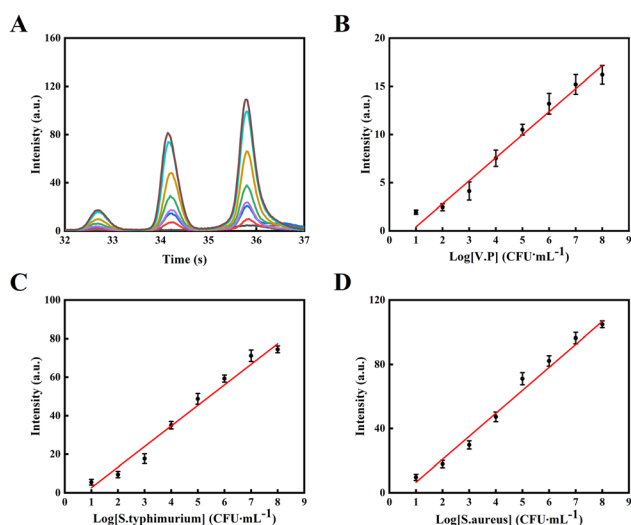 A
B
160
120
80
40
0
32 33 34 35 36 37
Time (s)
Intenisty (a.u.)
20
15
10
5
0
0 1 2 3 4 5 6 7 8 9
Log[V.P] (CFU·mL⁻¹)
Intensity (a.u.)
C
D
100
80
60
40
20
0
0 1 2 3 4 5 6 7 8 9
Log[S.typhimurium] (CFU·mL⁻¹)
Intensity (a.u.)
120
80
40
0
0 1 2 3 4 5 6 7 8 9
Log[S.aureus] (CFU·mL⁻¹)
Intensity (a.u.)